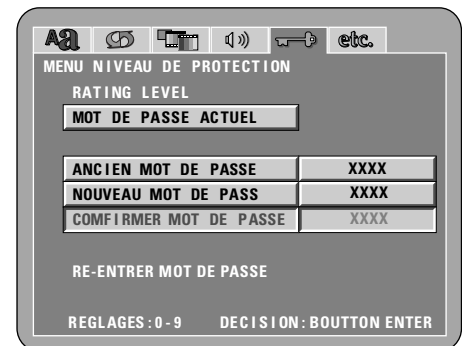 Aa etc.
MENU NIVEAU DE PROTECTION
RATING LEVEL
MOT DE PASSE ACTUEL
ANCIEN MOT DE PASSE XXXX
NOUVEAU MOT DE PASS XXXX
COMFIRMER MOT DE PASSE XXXX
RE-ENTRER MOT DE PASSE
REGLAGES:0-9 DECISION:BOUTTON ENTER